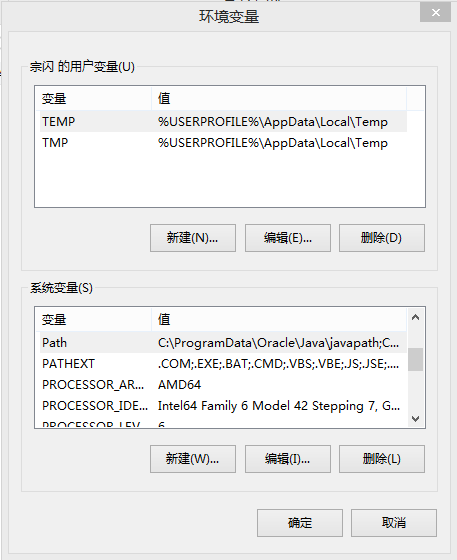 环境变量
宗闪 的用户变量(U)
变量 值
TEMP %USERPROFILE%\AppData\Local\Temp
TMP %USERPROFILE%\AppData\Local\Temp
新建(N)... 编辑(E)... 删除(D)
系统变量(S)
变量 值
Path C:\ProgramData\Oracle\Java\javapath;C...
PATHEXT .COM;.EXE;.BAT;.CMD;.VBS;.VBE;.JS;.JSE;....
PROCESSOR_AR... AMD64
PROCESSOR_IDE... Intel64 Family 6 Model 42 Stepping 7, G...
PROCESSOR_LEV... 6
新建(W)... 编辑(I)... 删除(L)
确定 取消